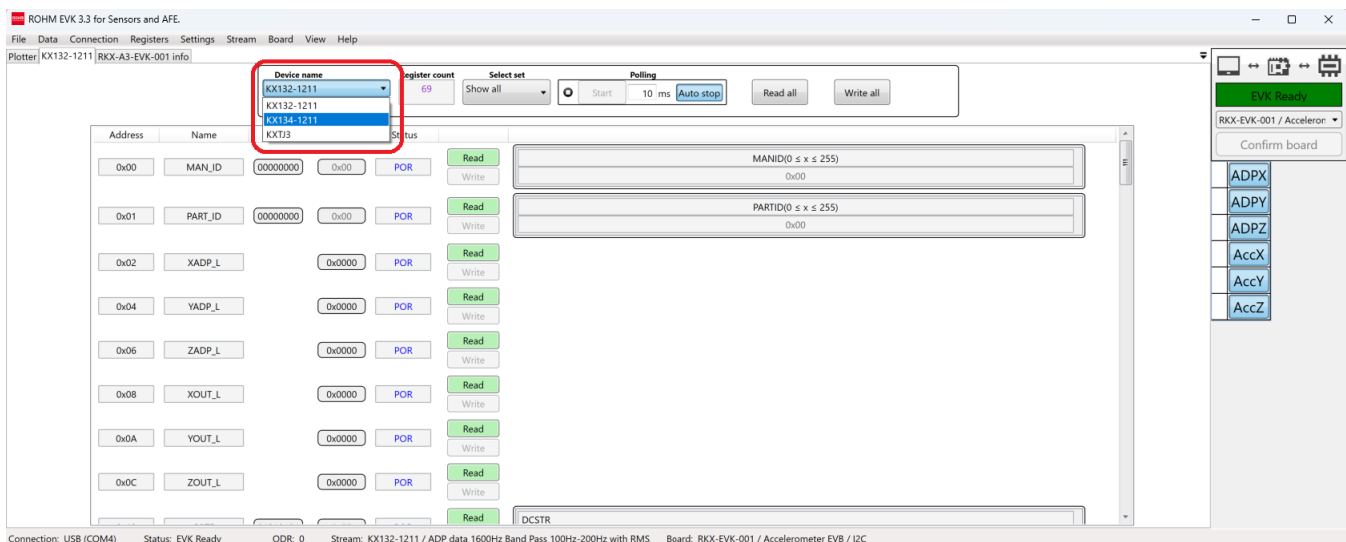 ROHM EVK 3.3 for Sensors and AFE.
File Data Connection Registers Settings Stream Board View Help
Plotter KX132-1211 RKX-A3-EVK-001 info
Device name Register count Select set Polling
KX132-1211 69 Show all Start 10 ms Auto stop Read all Write all
KX132-1211
KX134-1211
KXTJ3
EVK Ready
RKX-EVK-001 / Acceleron
Confirm board
ADPX
ADPY
ADPZ
AccX
AccY
AccZ
Address Name Status
0x00 MAN_ID 00000000 0x00 POR Read Write MANID(0 ≤ x ≤ 255)
0x00
0x01 PART_ID 00000000 0x00 POR Read Write PARTID(0 ≤ x ≤ 255)
0x00
0x02 XADP_L 0x0000 POR Read Write
0x04 YADP_L 0x0000 POR Read Write
0x06 ZADP_L 0x0000 POR Read Write
0x08 XOUT_L 0x0000 POR Read Write
0x0A YOUT_L 0x0000 POR Read Write
0x0C ZOUT_L 0x0000 POR Read Write
Read DCSTR
Connection: USB (COM4) Status: EVK Ready ODR: 0 Stream: KX132-1211 / ADP data 1600Hz Band Pass 100Hz-200Hz with RMS Board: RKX-EVK-001 / Accelerometer EVB / I2C